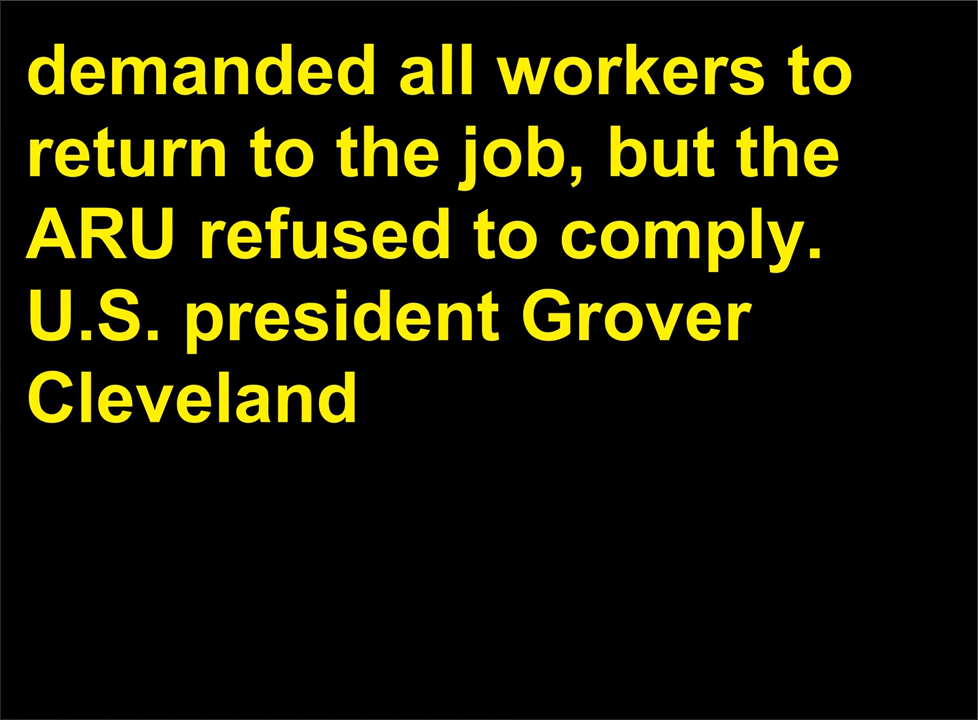 demanded all workers to
return to the job, but the
ARU refused to comply.
U.S. president Grover
Cleveland